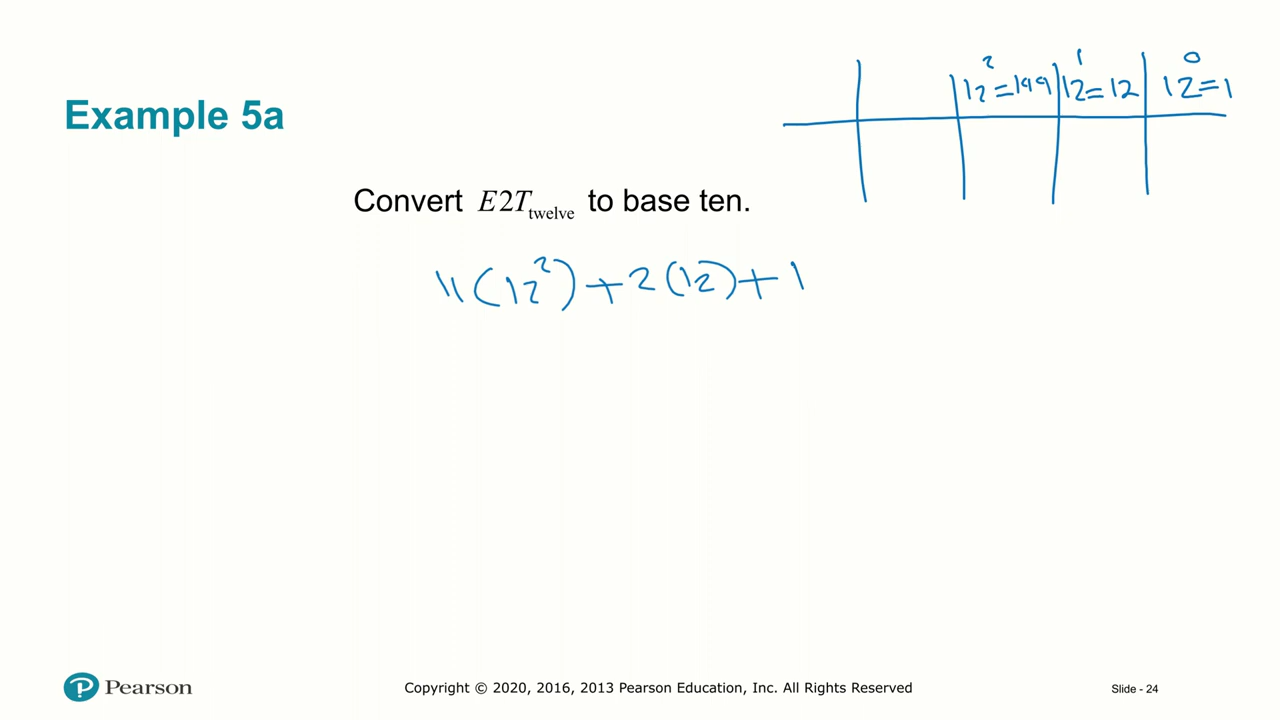 12² = 144 12¹ = 12 12⁰ = 1
Example 5a
Convert E2T_twelve to base ten.
11(12²)+2(12)+1
Pearson
Copyright © 2020, 2016, 2013 Pearson Education, Inc. All Rights Reserved
Slide - 24